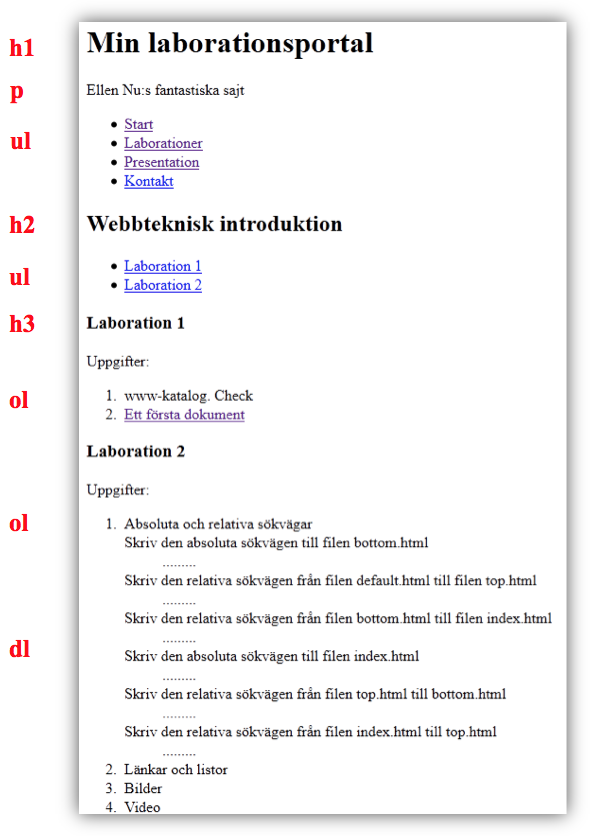 h1 Min laborationsportal
p Ellen Nu:s fantastiska sajt
• Start
ul • Laborationer
• Presentation
• Kontakt
h2 Webbteknisk introduktion
ul • Laboration 1
• Laboration 2
h3 Laboration 1
Uppgifter:
ol 1. www-katalog. Check
2. Ett första dokument
Laboration 2
Uppgifter:
ol 1. Absoluta och relativa sökvägar
Skriv den absoluta sökvägen till filen bottom.html
.........
Skriv den relativa sökvägen från filen default.html till filen top.html
.........
Skriv den relativa sökvägen från filen bottom.html till filen index.html
.........
dl Skriv den absoluta sökvägen till filen index.html
.........
Skriv den relativa sökvägen från filen top.html till bottom.html
.........
Skriv den relativa sökvägen från filen index.html till top.html
.........
2. Länkar och listor
3. Bilder
4. Video